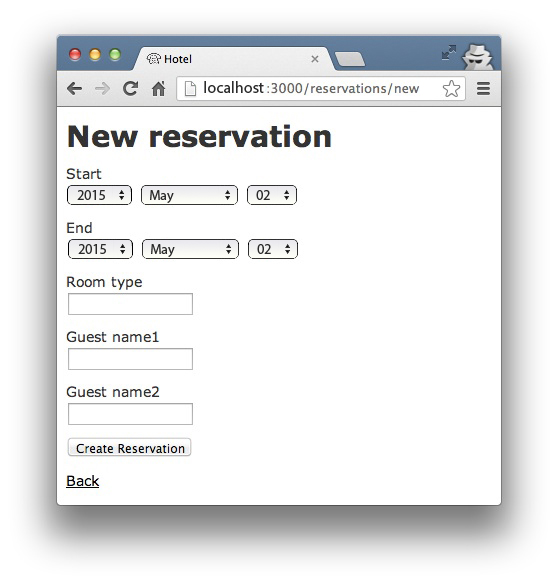 Hotel
localhost:3000/reservations/new
New reservation
Start
2015 May 02
End
2015 May 02
Room type
Guest name1
Guest name2
Create Reservation
Back